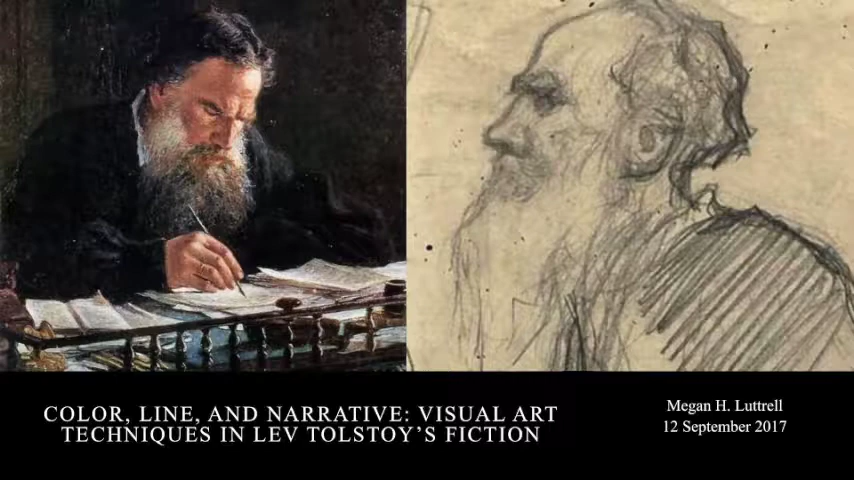 COLOR, LINE, AND NARRATIVE: VISUAL ART
TECHNIQUES IN LEV TOLSTOY’S FICTION
Megan H. Luttrell
12 September 2017